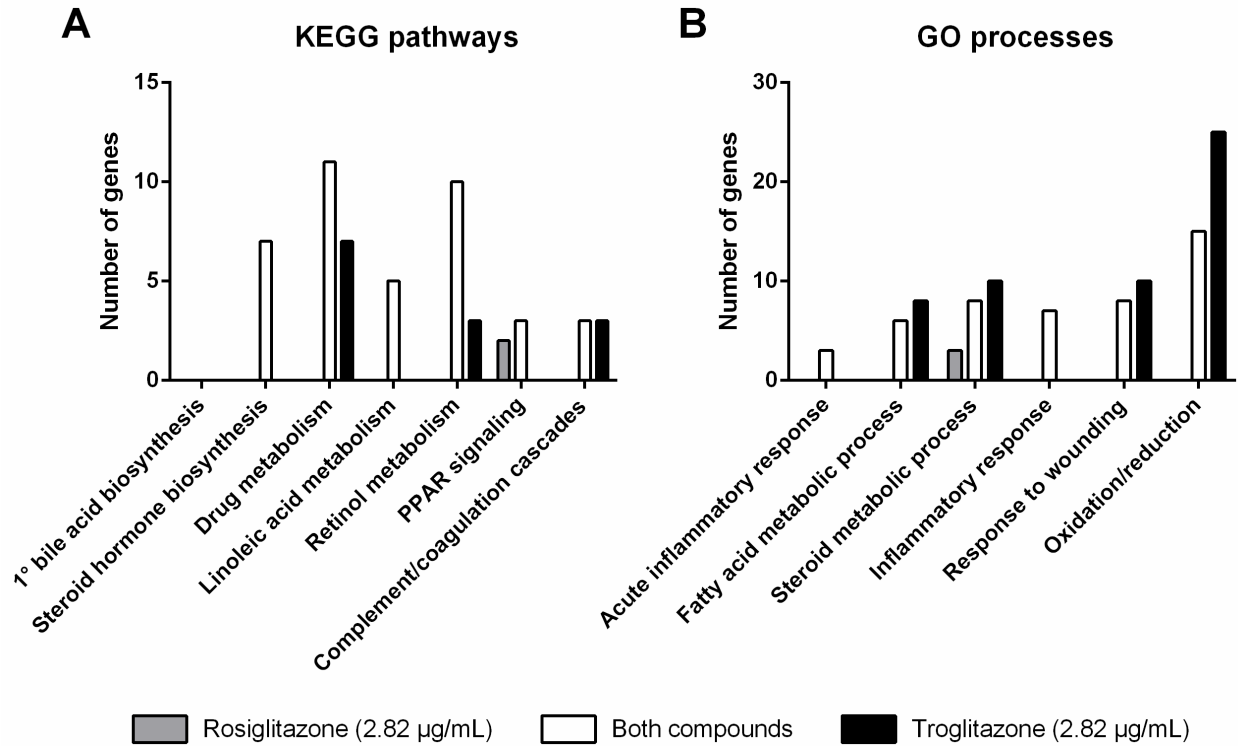 A
KEGG pathways
Number of genes
15
10
5
0
1° bile acid biosynthesis
Steroid hormone biosynthesis
Drug metabolism
Linoleic acid metabolism
Retinol metabolism
PPAR signaling
Complement/coagulation cascades
B
GO processes
Number of genes
30
20
10
0
Acute inflammatory response
Fatty acid metabolic process
Steroid metabolic process
Inflammatory response
Response to wounding
Oxidation/reduction
Rosiglitazone (2.82 µg/mL)
Both compounds
Troglitazone (2.82 µg/mL)